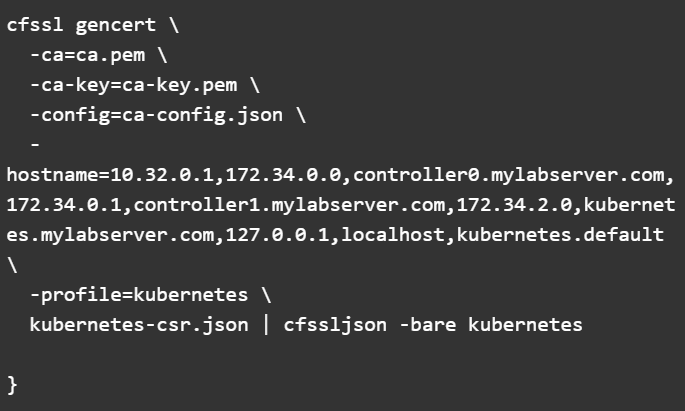 cfssl gencert \
  -ca=ca.pem \
  -ca-key=ca-key.pem \
  -config=ca-config.json \
  -
hostname=10.32.0.1,172.34.0.0,controller0.mylabserver.com,
172.34.0.1,controller1.mylabserver.com,172.34.2.0,kubernet
es.mylabserver.com,127.0.0.1,localhost,kubernetes.default
\
  -profile=kubernetes \
  kubernetes-csr.json | cfssljson -bare kubernetes

}